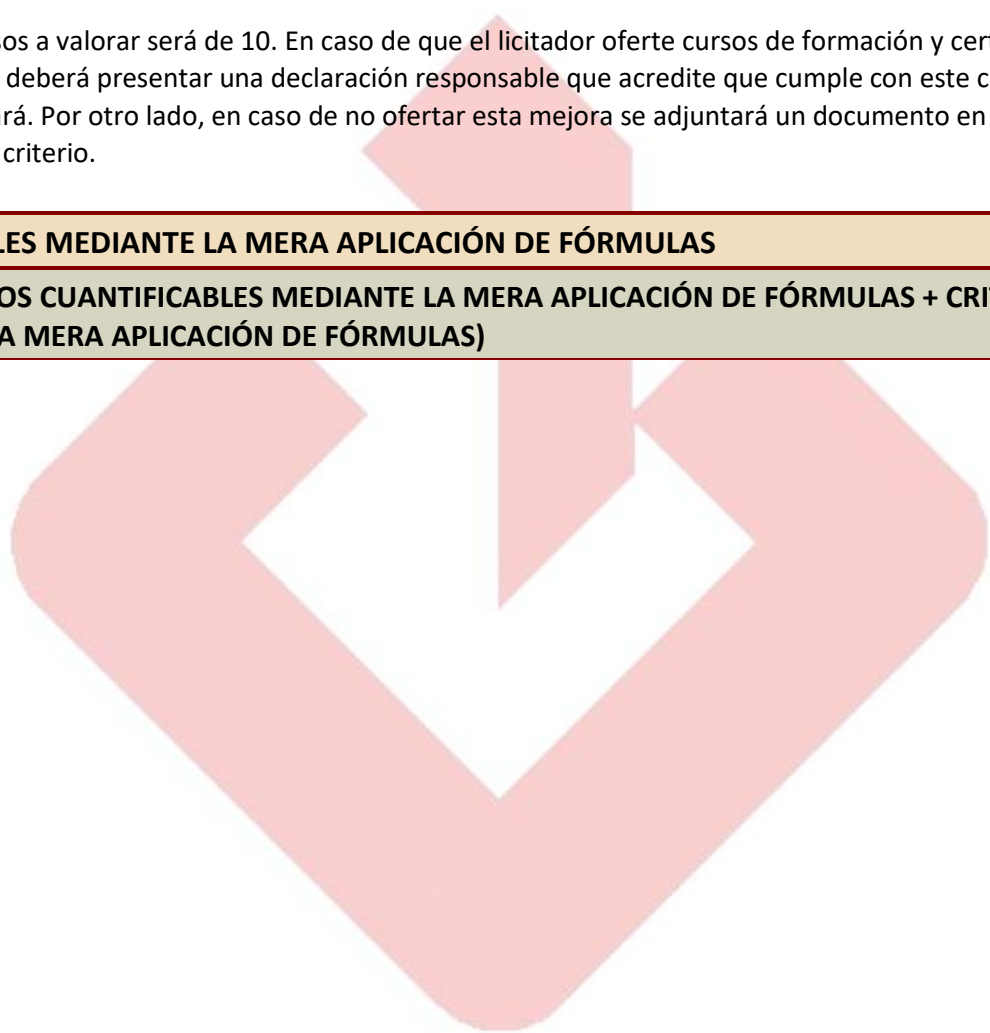 sos a valorar será de 10. En caso de que el licitador oferte cursos de formación y cert
deberá presentar una declaración responsable que acredite que cumple con este c
ará. Por otro lado, en caso de no ofertar esta mejora se adjuntará un documento en
criterio.
LES MEDIANTE LA MERA APLICACIÓN DE FÓRMULAS
OS CUANTIFICABLES MEDIANTE LA MERA APLICACIÓN DE FÓRMULAS + CRI
A MERA APLICACIÓN DE FÓRMULAS)